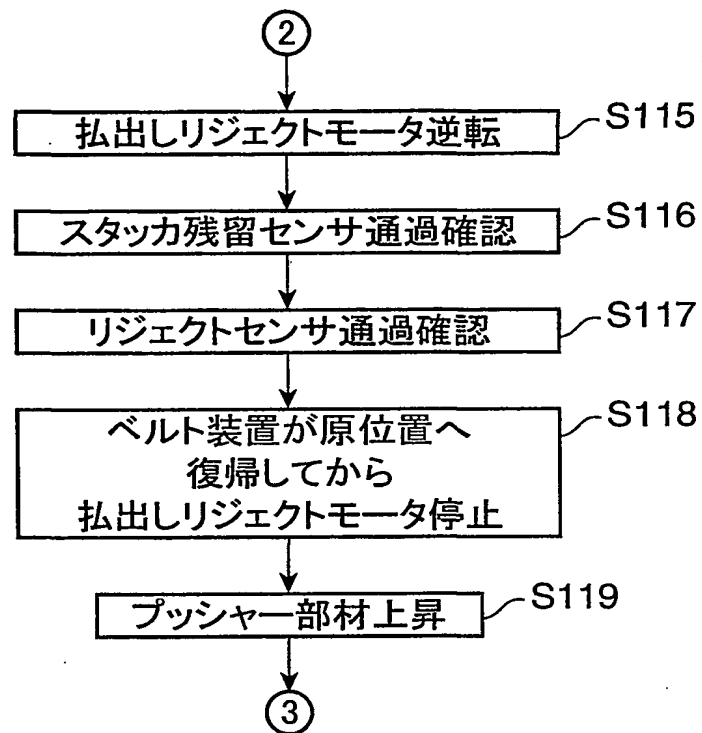 2
払出しリジェクトモータ逆転
S115
スタッカ残留センサ通過確認
S116
リジェクトセンサ通過確認
S117
ベルト装置が原位置へ
復帰してから
払出しリジェクトモータ停止
S118
プッシャー部材上昇
S119
3